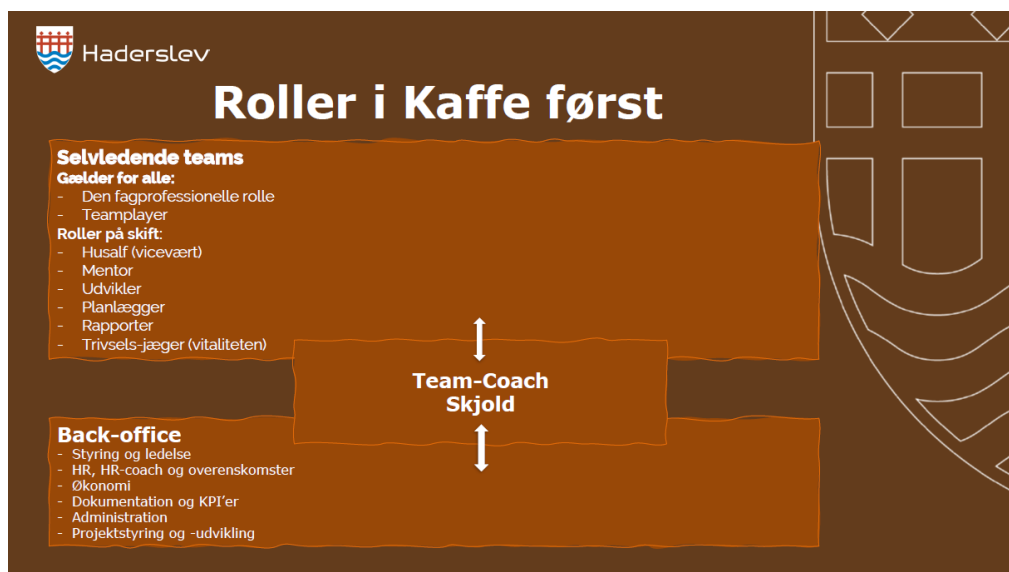 Haderslev
Roller i Kaffe først
Selvledende teams
Gælder for alle:
- Den fagprofessionelle rolle
- Teamplayer
Roller på skift:
- Husalf (vicevært)
- Mentor
- Udvikler
- Planlægger
- Rapporter
- Trivsels-jæger (vitaliteten)
Team-Coach
Skjold
Back-office
- Styring og ledelse
- HR, HR-coach og overenskomster
- Økonomi
- Dokumentation og KPI’er
- Administration
- Projektstyring og -udvikling